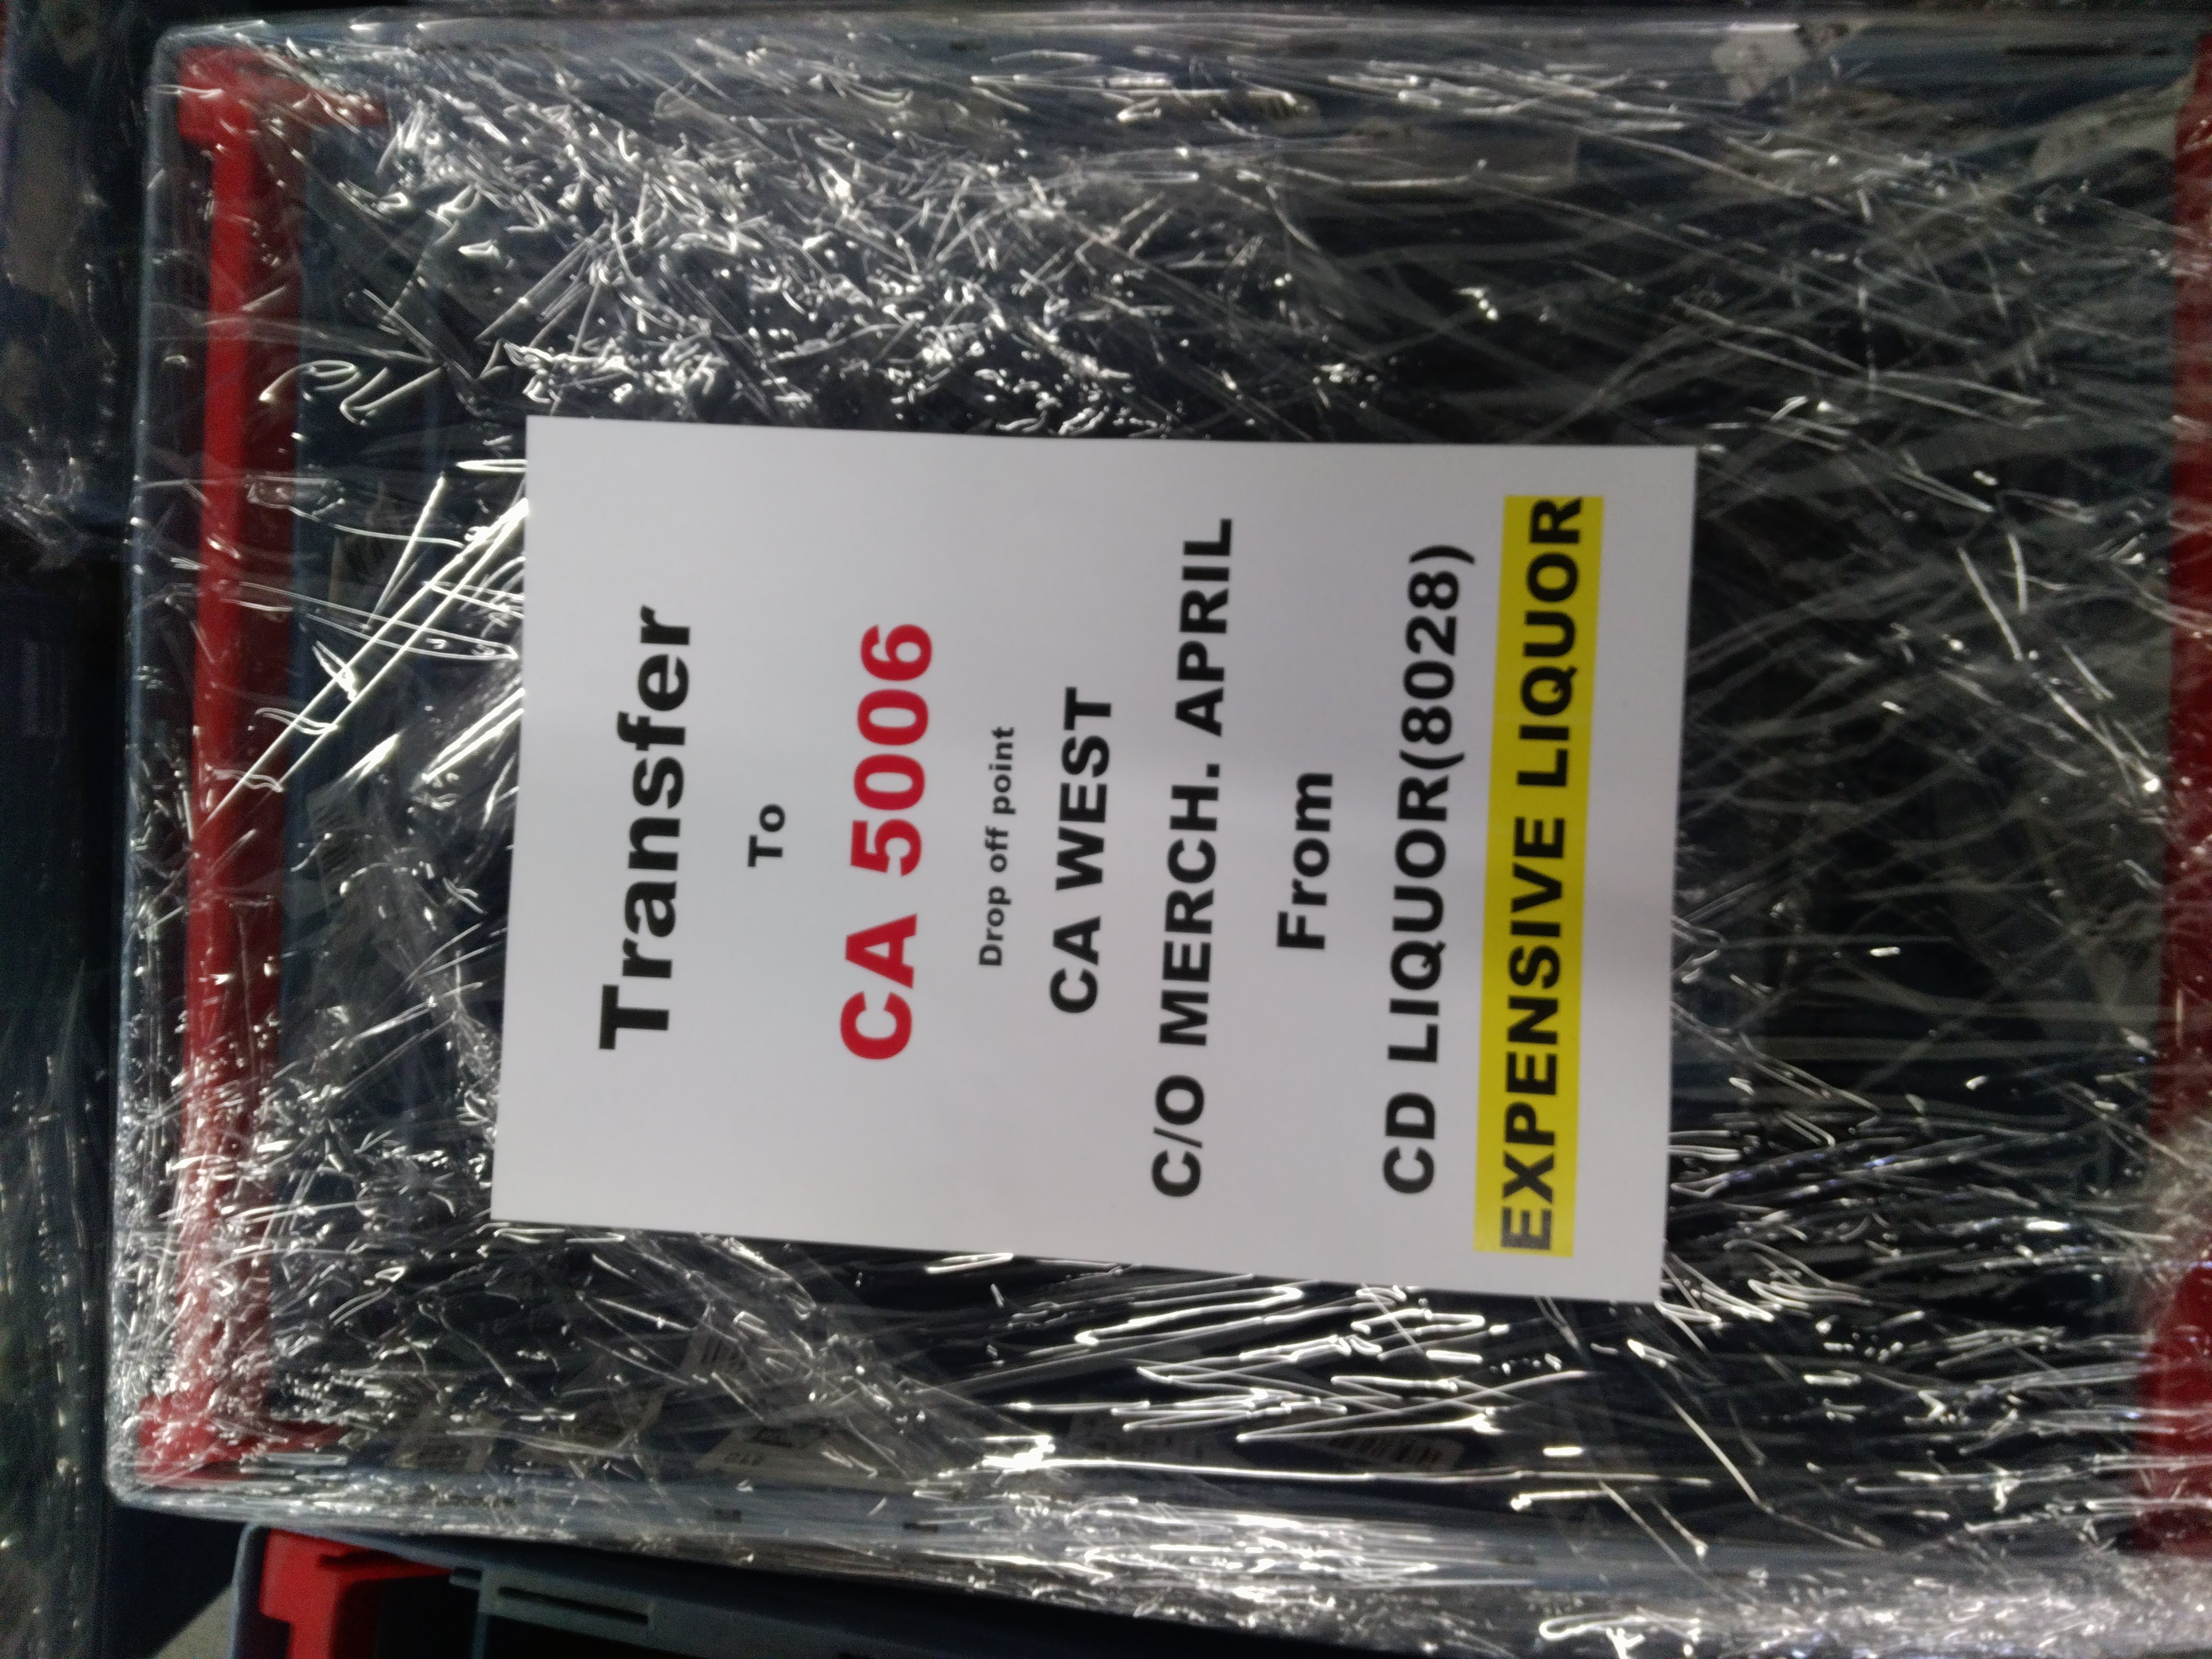 Transfer
To
CA 5006
Drop off point
CA WEST
C/O MERCH. APRIL
From
CD LIQUOR(8028)
EXPENSIVE LIQUOR